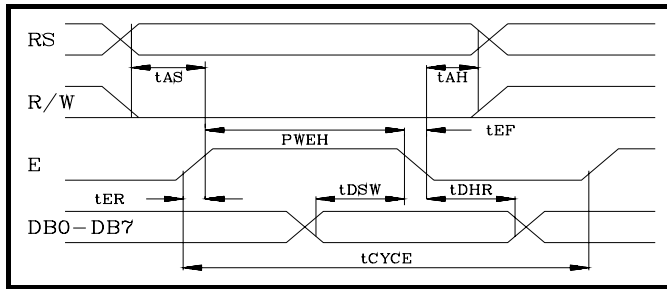 RS
tAS
tAH
R/W
PWEH
tEF
E
tER
tDSW
tDHR
DB0-DB7
tCYCE